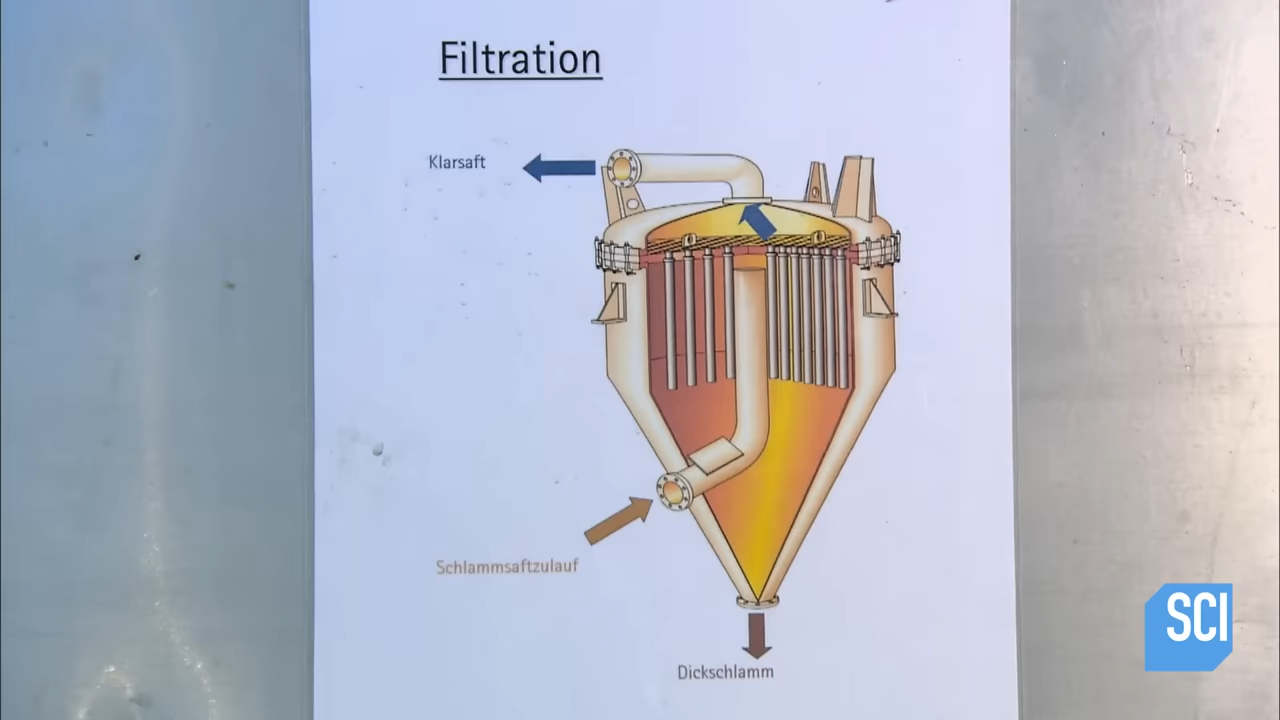 Filtration
Klarsaft
Schlammsaftzulauf
Dickschlamm
SCI